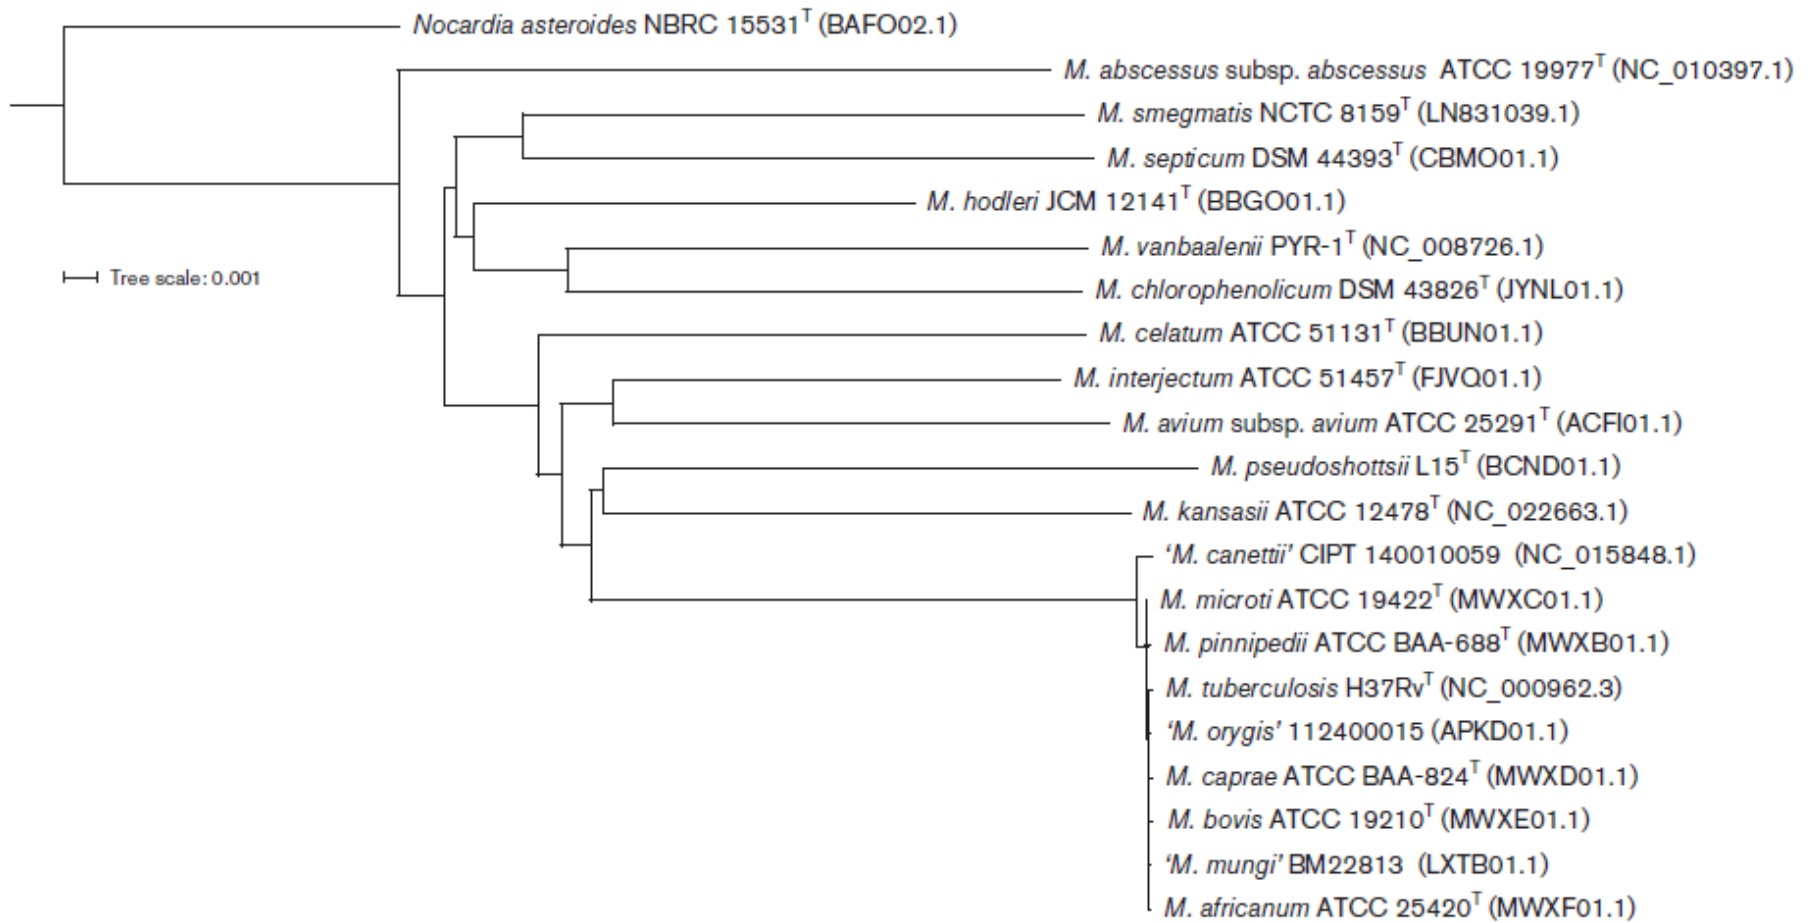 Nocardia asteroides NBRC 15531ᵀ (BAFO02.1)
M. abscessus subsp. abscessus ATCC 19977ᵀ (NC_010397.1)
M. smegmatis NCTC 8159ᵀ (LN831039.1)
M. septicum DSM 44393ᵀ (CBMO01.1)
M. hodleri JCM 12141ᵀ (BBGO01.1)
M. vanbaalenii PYR-1ᵀ (NC_008726.1)
Tree scale: 0.001
M. chlorophenolicum DSM 43826ᵀ (JYNL01.1)
M. celatum ATCC 51131ᵀ (BBUN01.1)
M. interjectum ATCC 51457ᵀ (FJVQ01.1)
M. avium subsp. avium ATCC 25291ᵀ (ACFI01.1)
M. pseudoshottsii L15ᵀ (BCND01.1)
M. kansasii ATCC 12478ᵀ (NC_022663.1)
‘M. canettii’ CIPT 140010059 (NC_015848.1)
M. microti ATCC 19422ᵀ (MWXC01.1)
M. pinnipedii ATCC BAA-688ᵀ (MWXB01.1)
M. tuberculosis H37Rvᵀ (NC_000962.3)
‘M. orygis’ 112400015 (APKD01.1)
M. caprae ATCC BAA-824ᵀ (MWXD01.1)
M. bovis ATCC 19210ᵀ (MWXE01.1)
‘M. mungi’ BM22813 (LXTB01.1)
M. africanum ATCC 25420ᵀ (MWXF01.1)